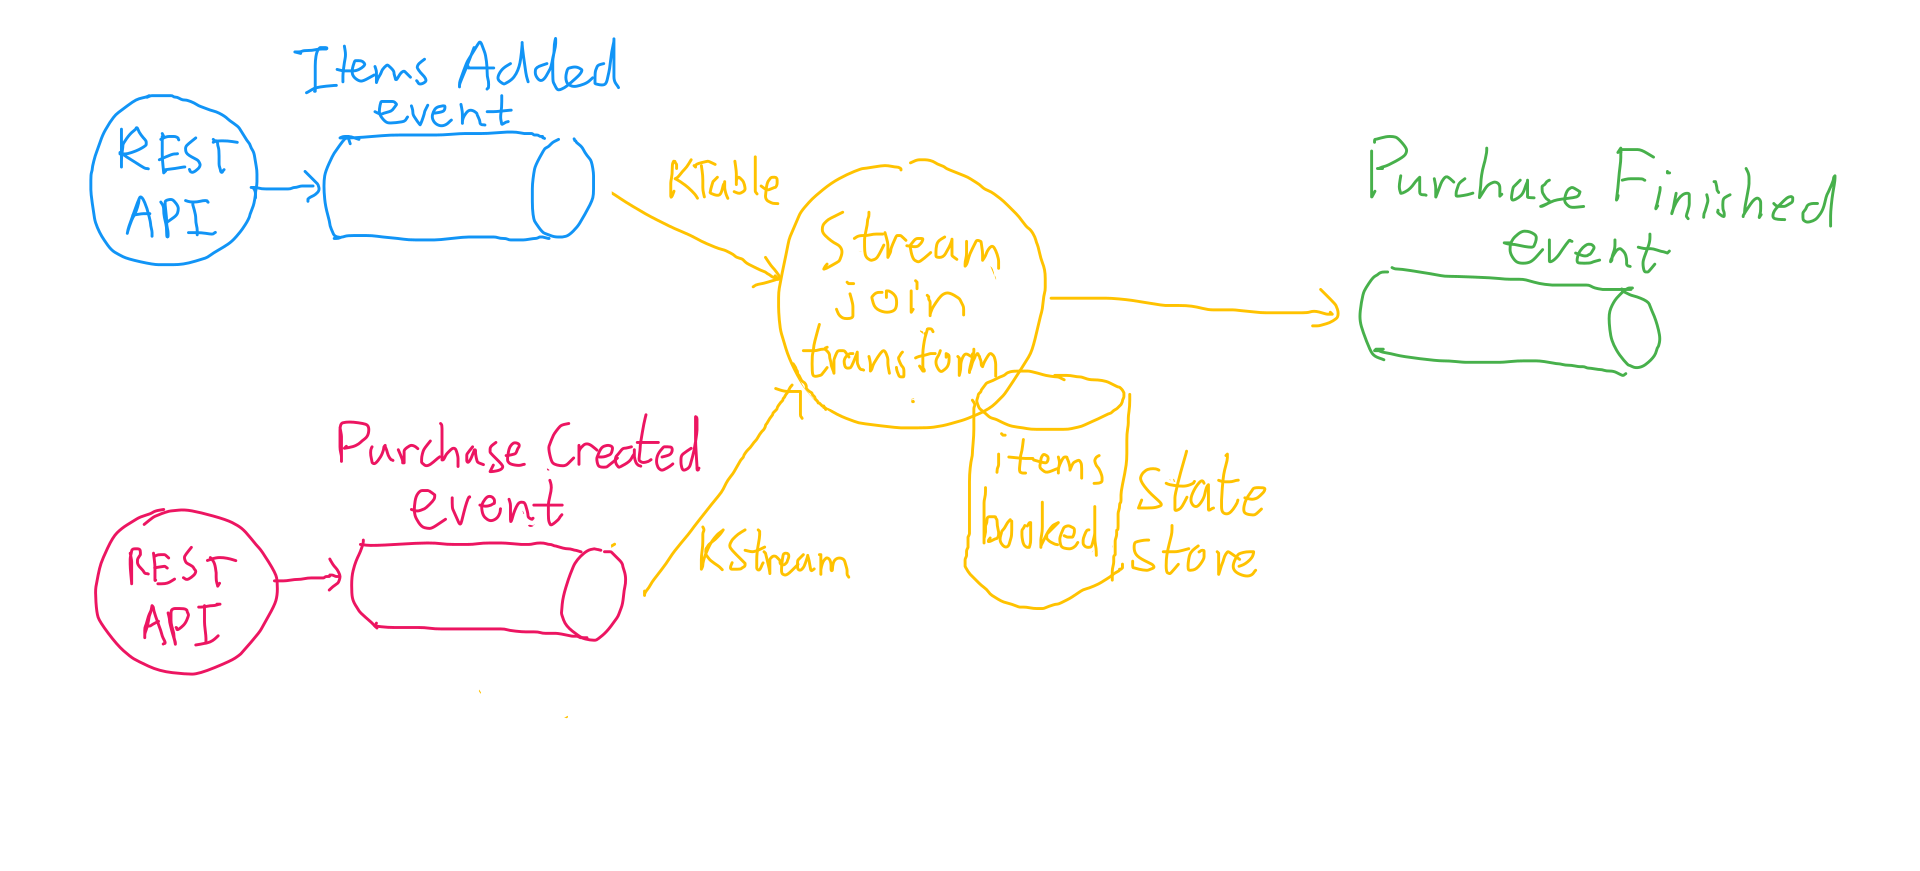 Items Added
event
REST
API
KTable
Stream
join
transform
Purchase Finished
event
Purchase Created
event
REST
API
KStream
items
booked
State
store